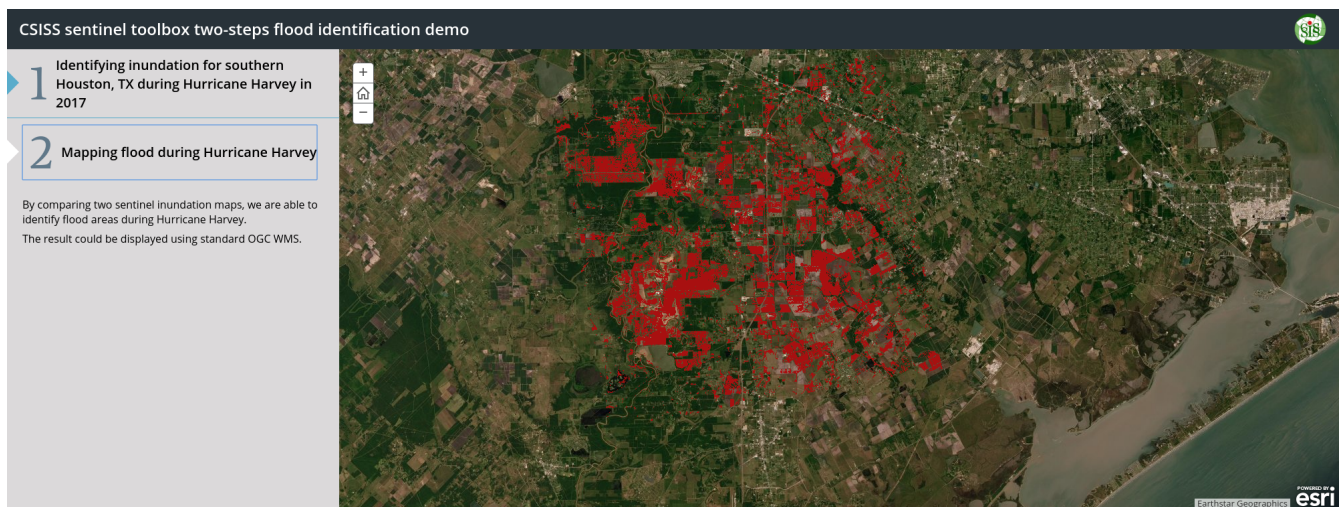 CSISS sentinel toolbox two-steps flood identification demo
SIS
1
Identifying inundation for southern
Houston, TX during Hurricane Harvey in
2017
2
Mapping flood during Hurricane Harvey
By comparing two sentinel inundation maps, we are able to
identify flood areas during Hurricane Harvey.
The result could be displayed using standard OGC WMS.
+
−
Earthstar Geographics
POWERED BY
esri